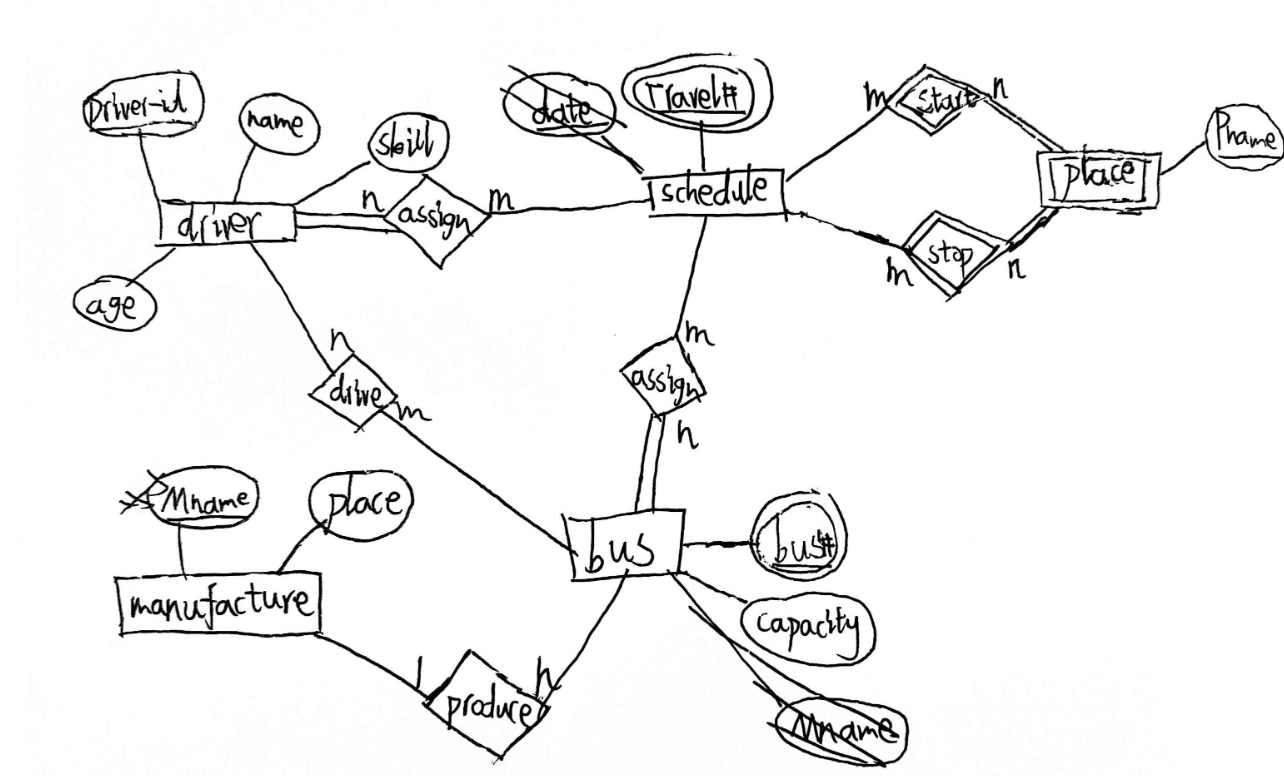 Driver-id
name
skill
date
Travel#
m
start
n
Pname
driver
n
assign
m
schedule
place
age
m
stop
n
n
drive
m
m
assign
n
Mname
place
manufacture
bus
bus#
capacity
1
produce
n
Mname